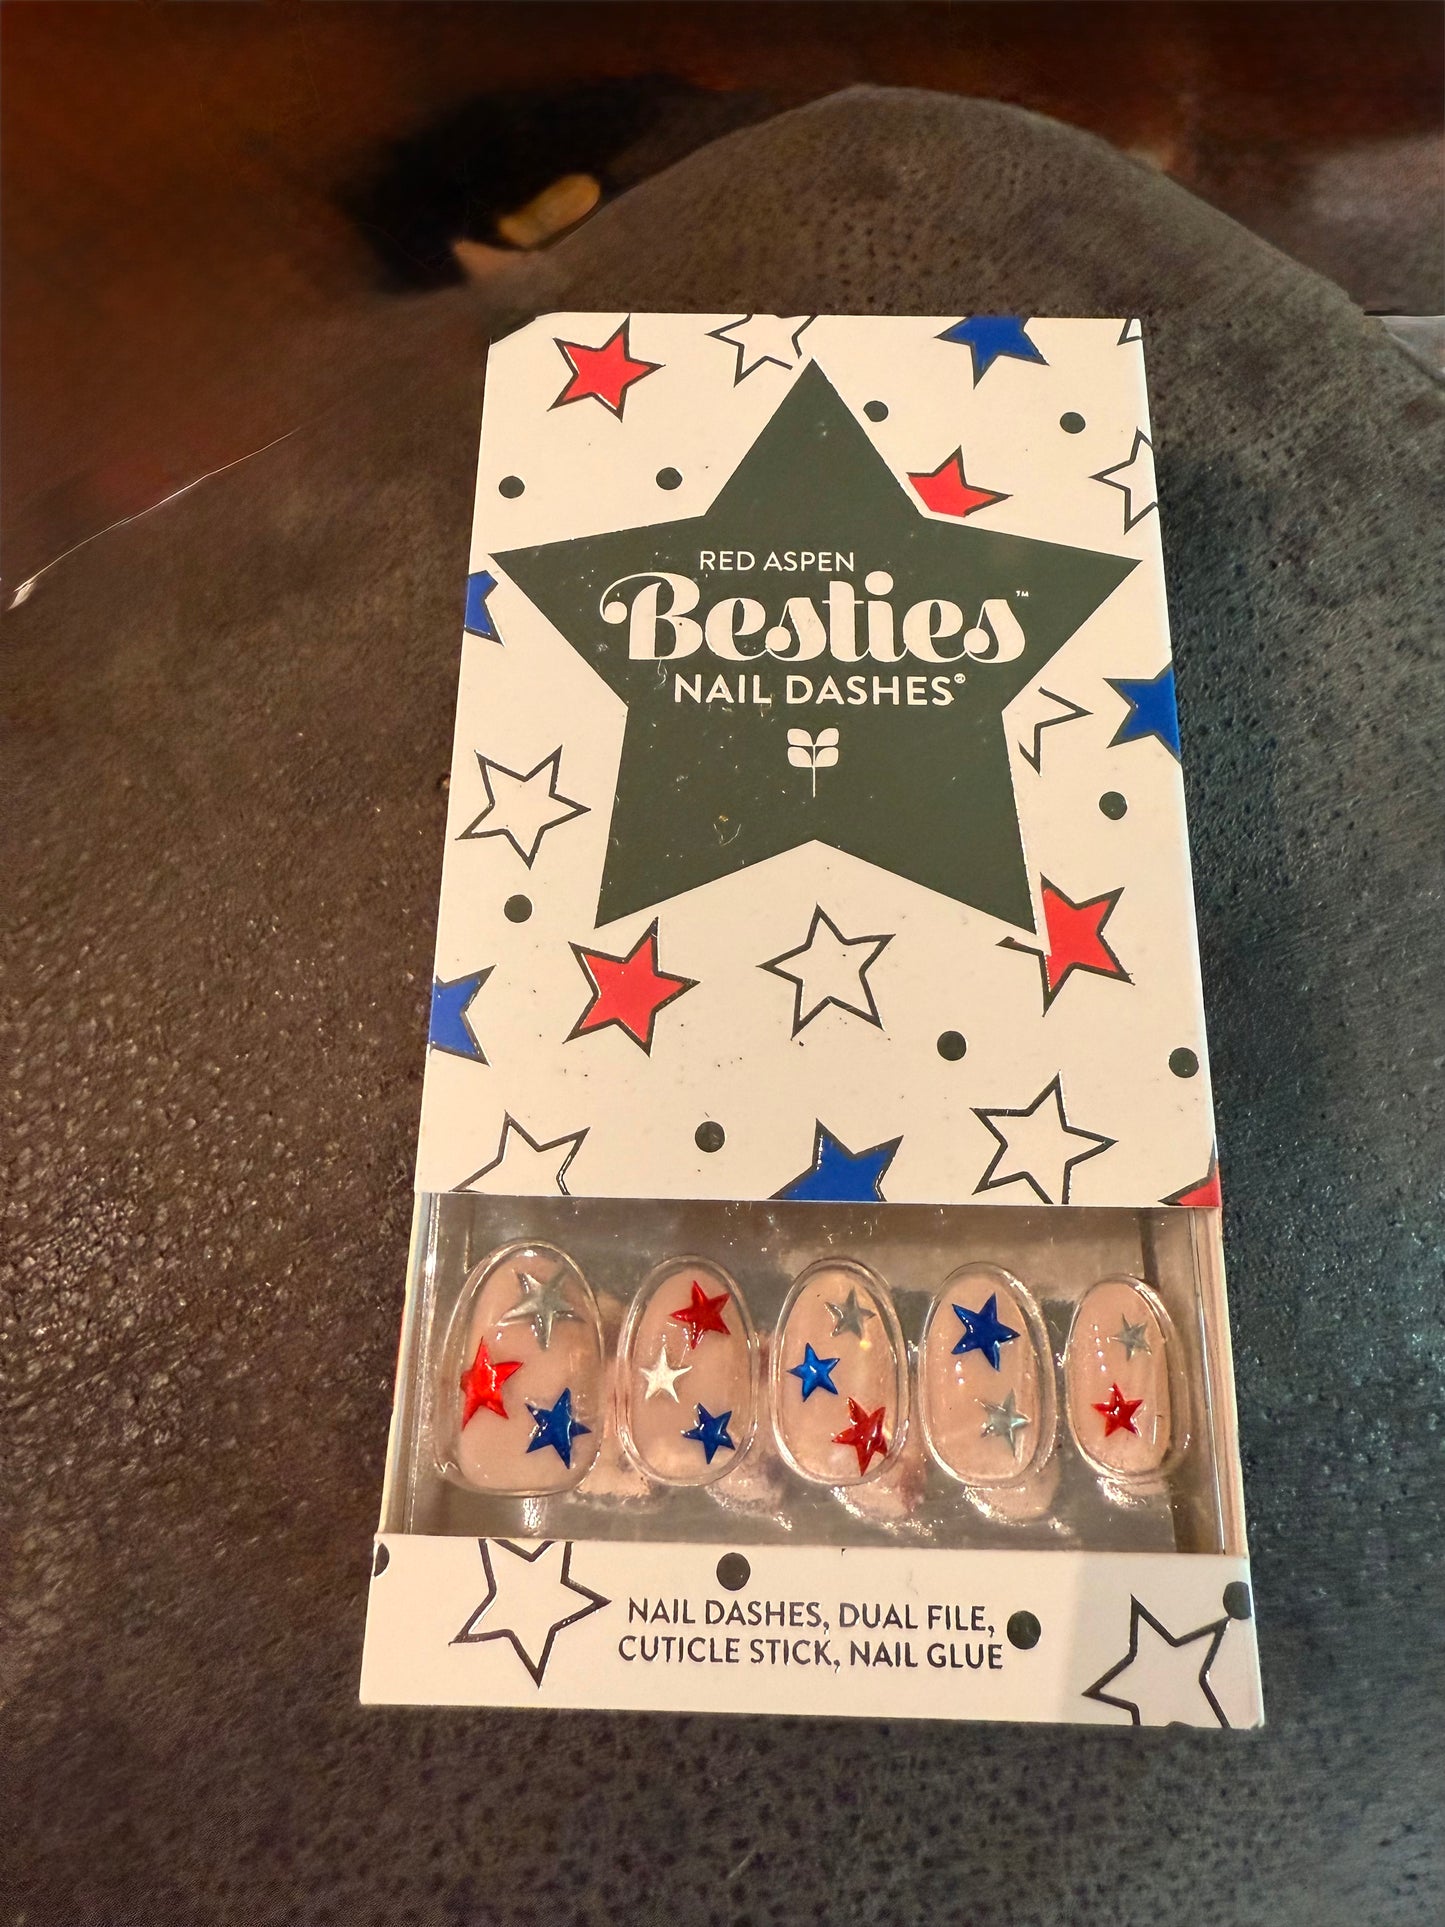 RED ASPEN
Besties™
NAIL DASHES®
NAIL DASHES, DUAL FILE,
CUTICLE STICK, NAIL GLUE